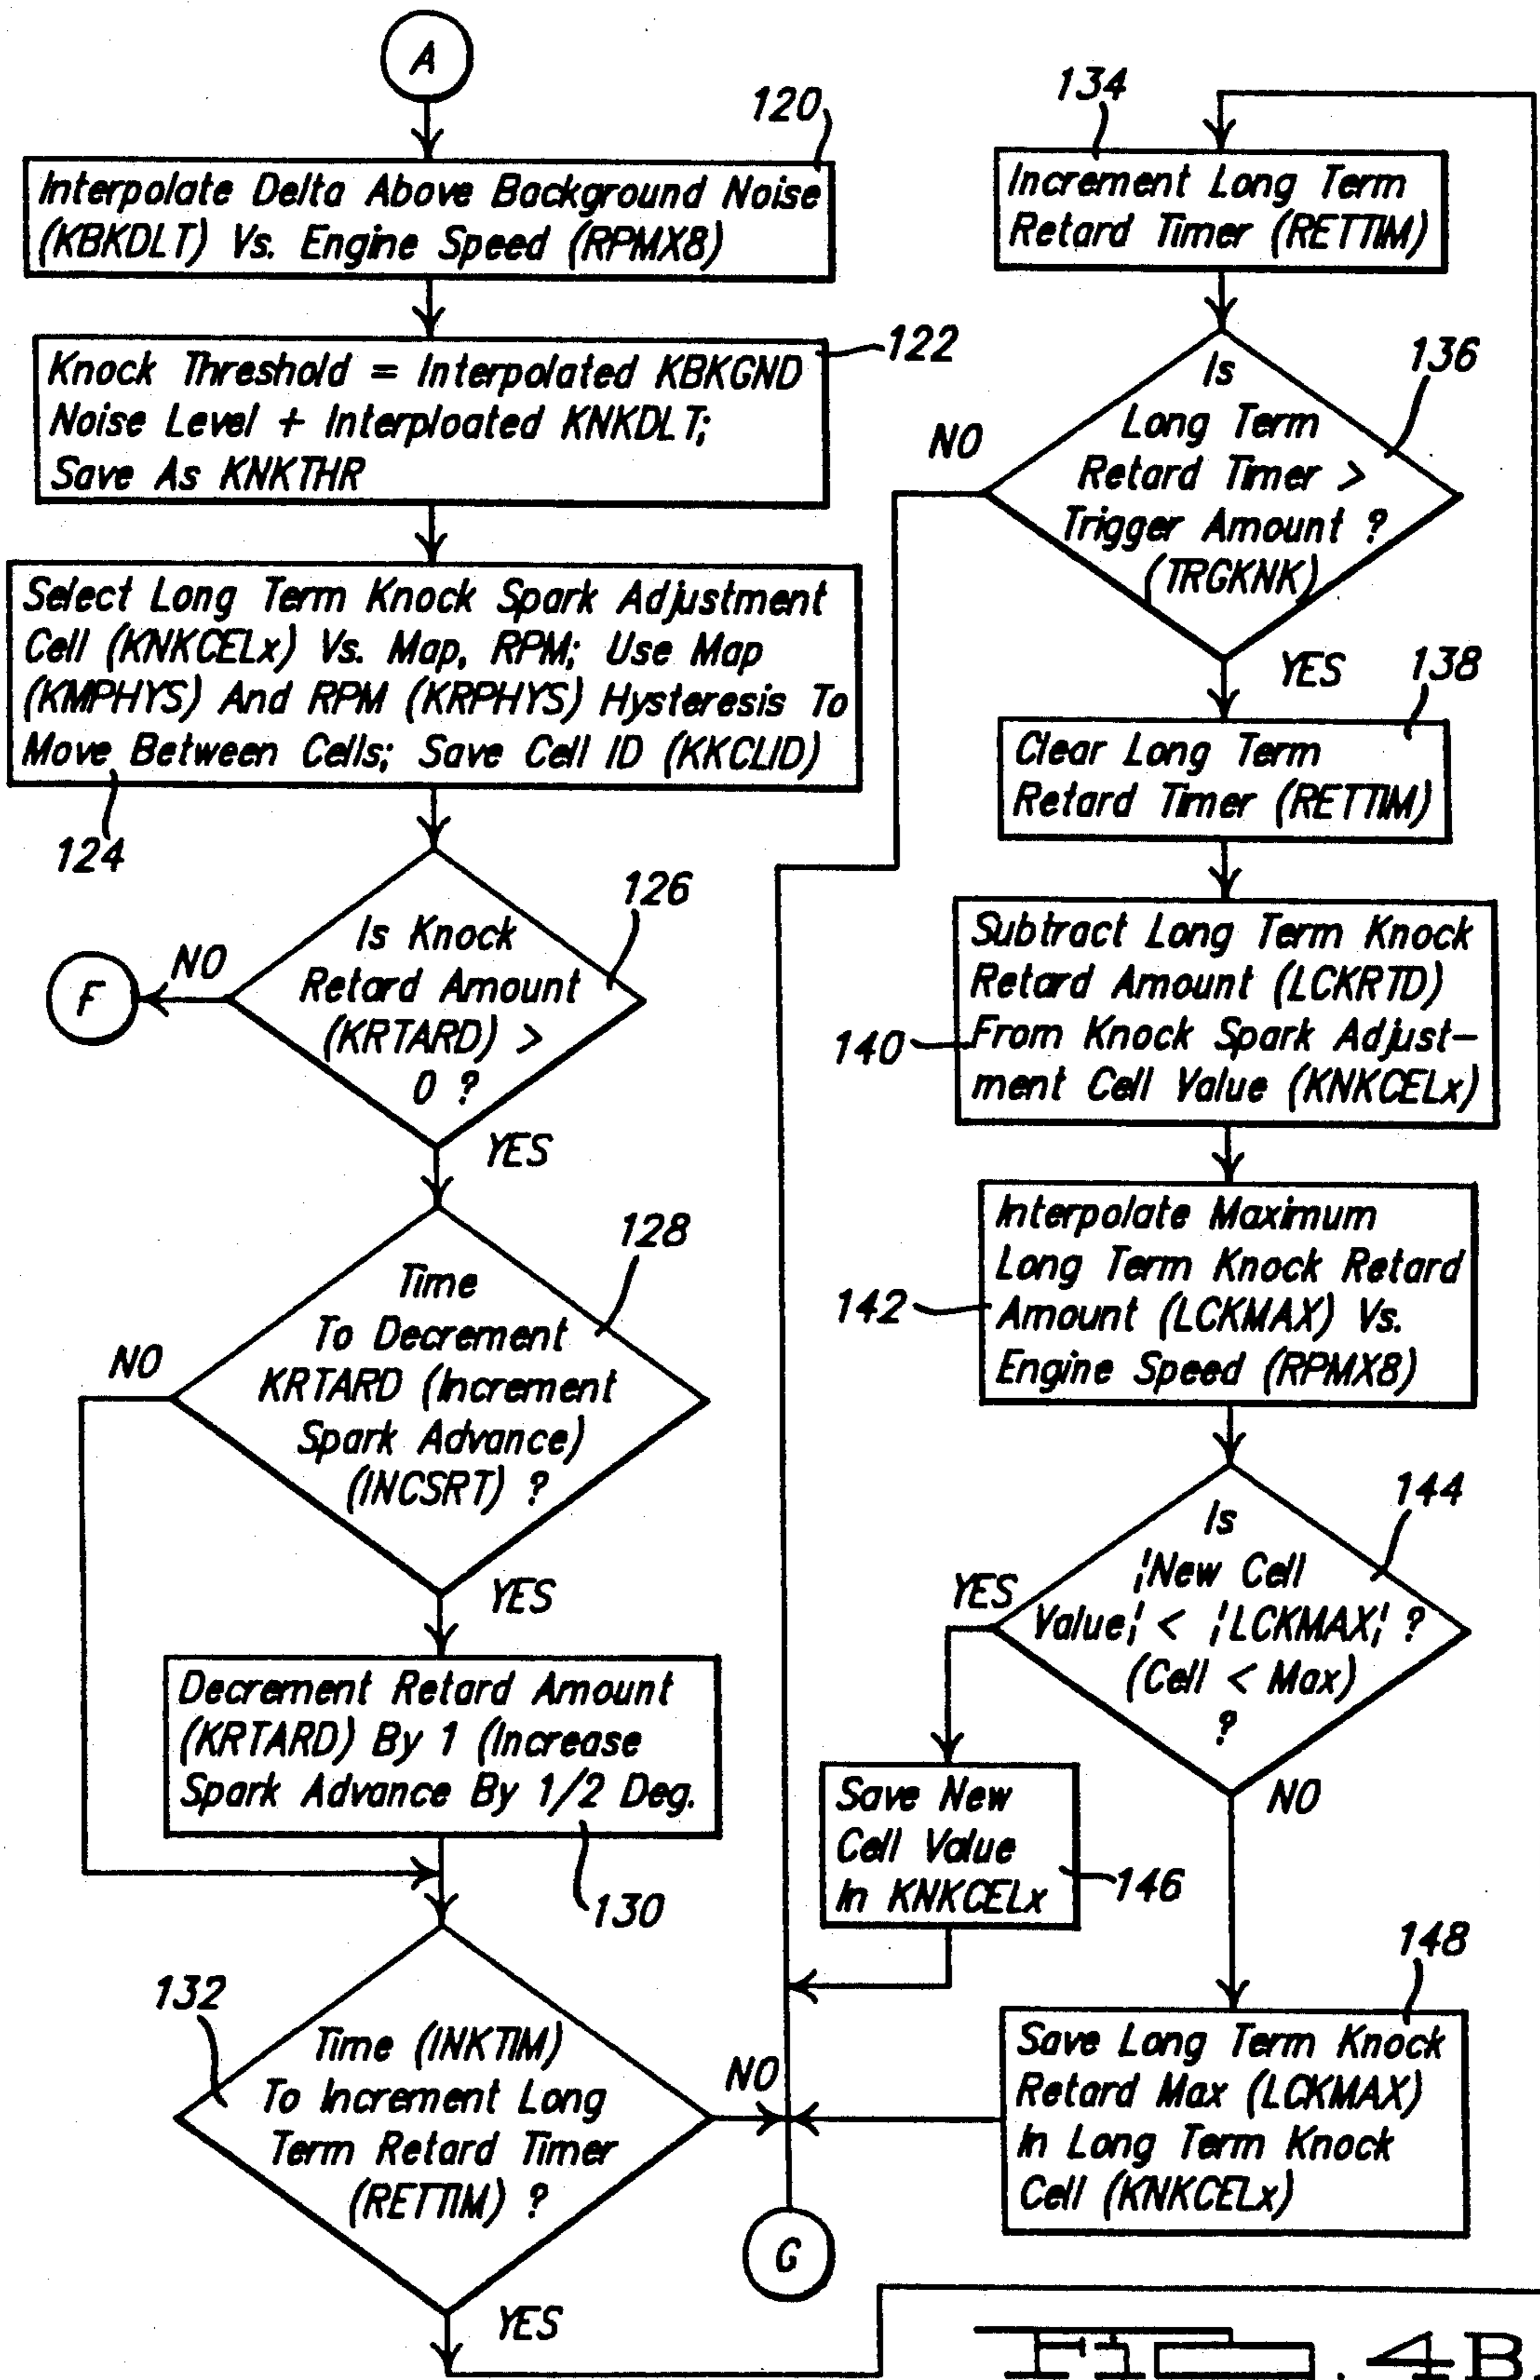 A
120
Interpolate Delta Above Background Noise
(KBKDLT) Vs. Engine Speed (RPMX8)
122
Knock Threshold = Interpolated KBKGND
Noise Level + Interploated KNKDLT;
Save As KNKTHR
Select Long Term Knock Spark Adjustment
Cell (KNKCELx) Vs. Map, RPM; Use Map
(KMPHYS) And RPM (KRPHYS) Hysteresis To
Move Between Cells; Save Cell ID (KKCLID)
124
126
Is Knock
Retard Amount
(KRTARD) >
0 ?
NO
F
YES
128
Time
To Decrement
KRTARD (Increment
Spark Advance)
(INCSRT) ?
NO
YES
Decrement Retard Amount
(KRTARD) By 1 (Increase
Spark Advance By 1/2 Deg.
130
132
Time (INKTIM)
To Increment Long
Term Retard Timer
(RETTIM) ?
NO
YES
G
134
Increment Long Term
Retard Timer (RETTIM)
136
Is
Long Term
Retard Timer >
Trigger Amount ?
(TRGKNK)
NO
YES
138
Clear Long Term
Retard Timer (RETTIM)
Subtract Long Term Knock
Retard Amount (LCKRTD)
From Knock Spark Adjust-
ment Cell Value (KNKCELx)
140
Interpolate Maximum
Long Term Knock Retard
Amount (LCKMAX) Vs.
Engine Speed (RPMX8)
142
144
Is
¦New Cell
Value¦ < ¦LCKMAX¦ ?
(Cell < Max)
?
YES
NO
Save New
Cell Value
In KNKCELx
146
148
Save Long Term Knock
Retard Max (LCKMAX)
In Long Term Knock
Cell (KNKCELx)
FIG. 4B.